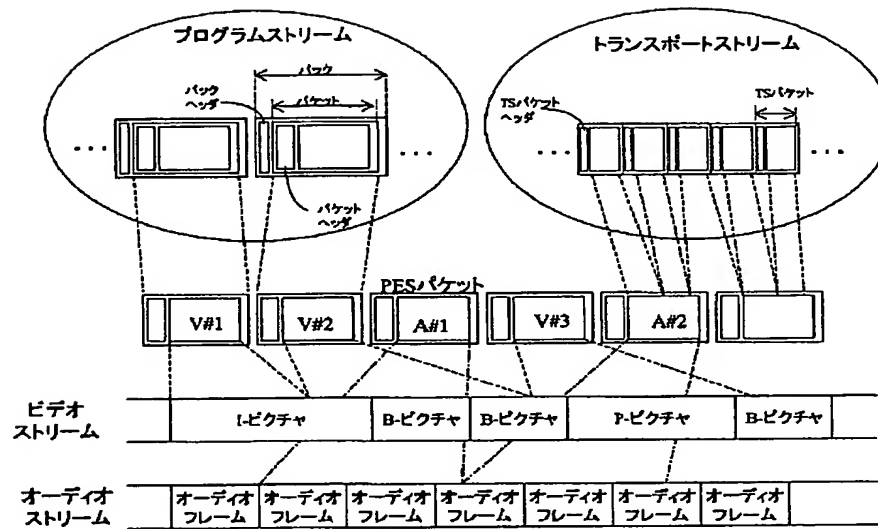 プログラムストリーム
トランスポートストリーム
パック
パック
ヘッダ
パケット
TSパケット
ヘッダ
TSパケット
・・・
・・・
・・・
・・・
パケット
ヘッダ
PESパケット
V#1
V#2
A#1
V#3
A#2
ビデオ
ストリーム
I-ピクチャ
B-ピクチャ
B-ピクチャ
P-ピクチャ
B-ピクチャ
オーディオ
ストリーム
オーディオ
フレーム
オーディオ
フレーム
オーディオ
フレーム
オーディオ
フレーム
オーディオ
フレーム
オーディオ
フレーム
オーディオ
フレーム